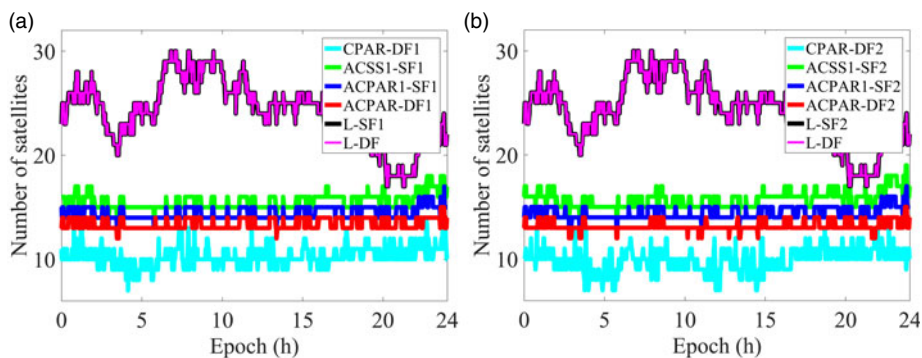 (a)
Number of satellites
30
20
10
0
5
10
15
20
24
Epoch (h)
CPAR-DF1
ACSS1-SF1
ACPAR1-SF1
ACPAR-DF1
L-SF1
L-DF
(b)
Number of satellites
30
20
10
0
5
10
15
20
24
Epoch (h)
CPAR-DF2
ACSS1-SF2
ACPAR1-SF2
ACPAR-DF2
L-SF2
L-DF